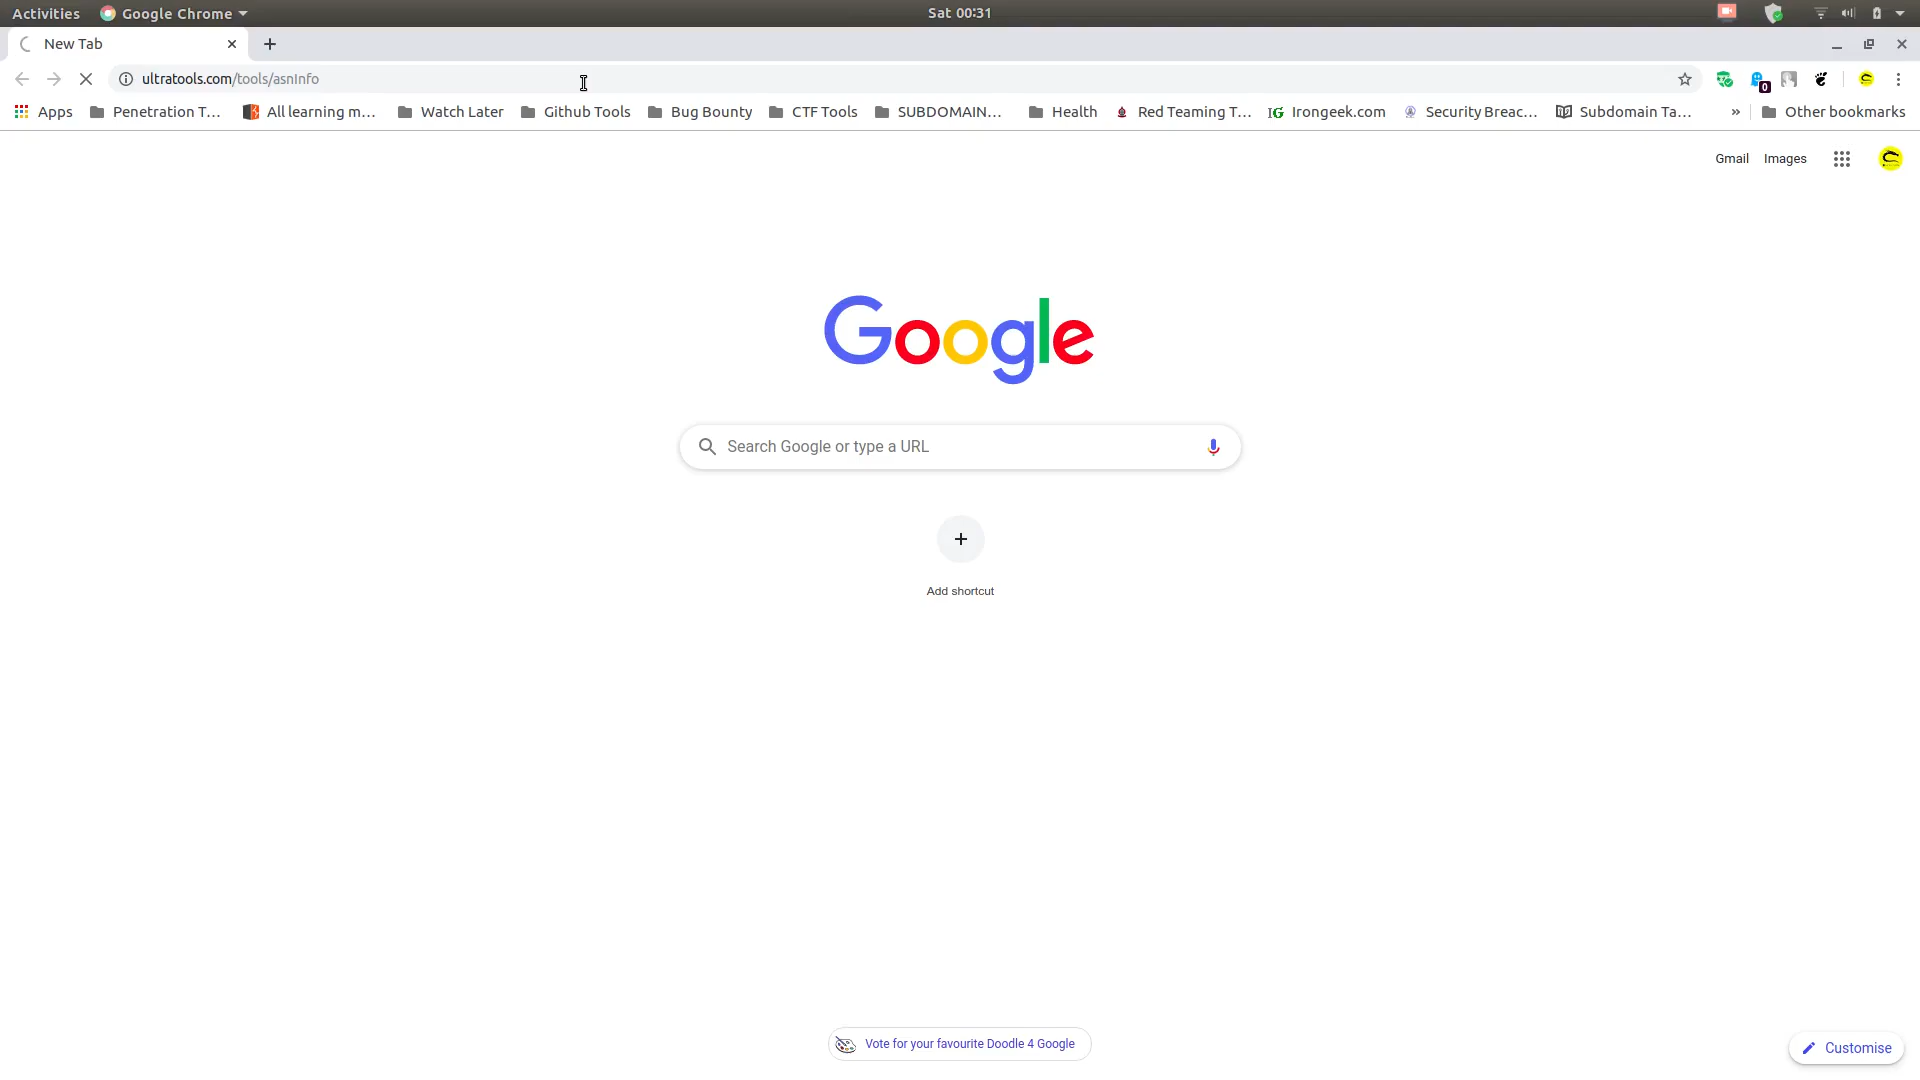 Activities Google Chrome Sat 00:31
New Tab
ultratools.com/tools/asnInfo
0
Apps Penetration T... All learning m... Watch Later Github Tools Bug Bounty CTF Tools SUBDOMAIN... Health Red Teaming T... IG Irongeek.com Security Breac... Subdomain Ta... » Other bookmarks
Gmail Images
Google
Search Google or type a URL
Add shortcut
Vote for your favourite Doodle 4 Google
Customise